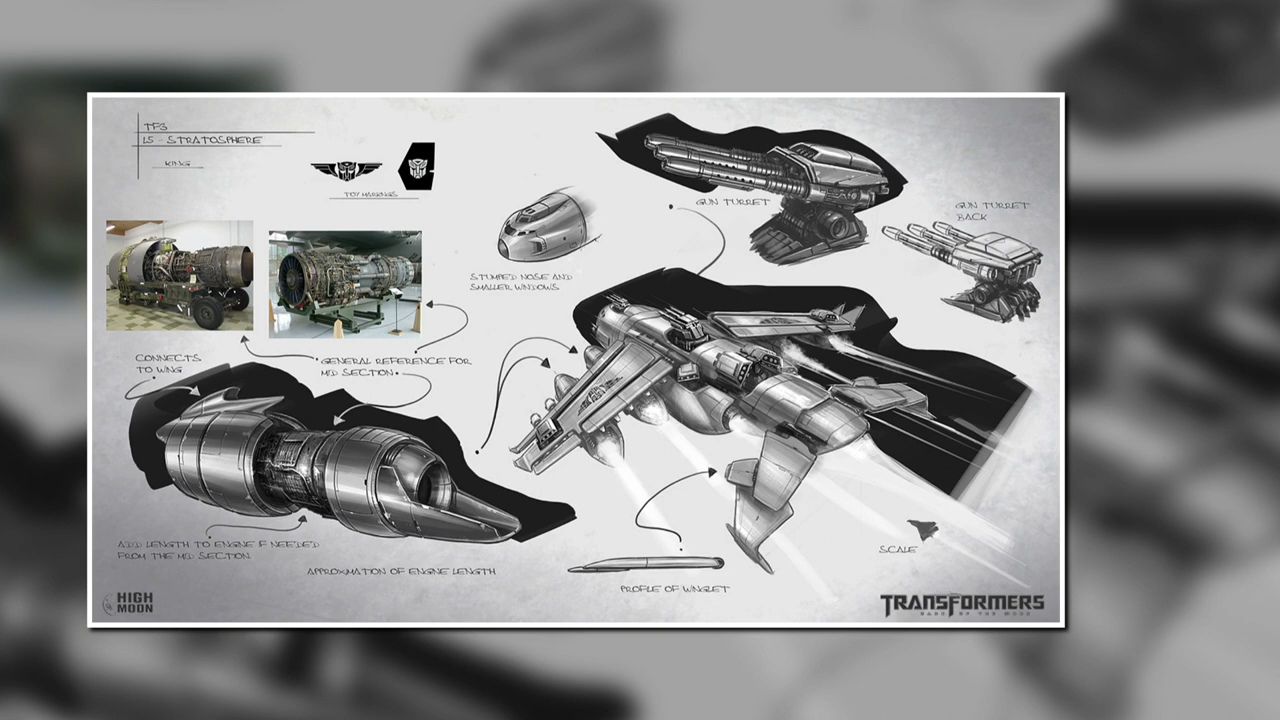 TF3
L5 - STRATOSPHERE
KING
TOY MARKINGS
GUN TURRET
GUN TURRET
BACK
STUMPED NOSE AND
SMALLER WINDOWS
CONNECTS
TO WING
GENERAL REFERENCE FOR
MID SECTION
ADD LENGTH TO ENGINE IF NEEDED
FROM THE MID SECTION
APPROXMATION OF ENGINE LENGTH
PROFILE OF WINGLET
SCALE
HIGH
MOON
TRANSFORMERS
DARK OF THE MOON